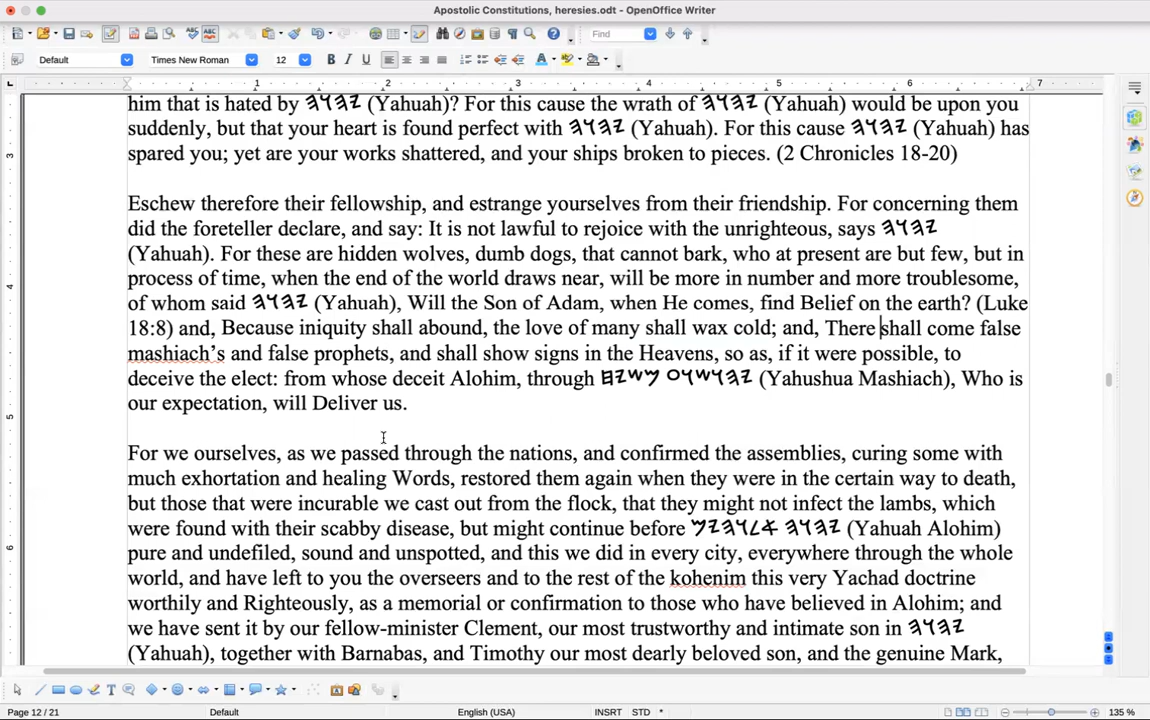 Apostolic Constitutions, heresies.odt - OpenOffice Writer
Find
Default Times New Roman 12 B I U
1 2 3 4 5 6 7
him that is hated by 𐤉𐤄𐤅𐤄 (Yahuah)? For this cause the wrath of 𐤉𐤄𐤅𐤄 (Yahuah) would be upon you
suddenly, but that your heart is found perfect with 𐤉𐤄𐤅𐤄 (Yahuah). For this cause 𐤉𐤄𐤅𐤄 (Yahuah) has
spared you; yet are your works shattered, and your ships broken to pieces. (2 Chronicles 18-20)
Eschew therefore their fellowship, and estrange yourselves from their friendship. For concerning them
did the foreteller declare, and say: It is not lawful to rejoice with the unrighteous, says 𐤉𐤄𐤅𐤄
(Yahuah). For these are hidden wolves, dumb dogs, that cannot bark, who at present are but few, but in
process of time, when the end of the world draws near, will be more in number and more troublesome,
of whom said 𐤉𐤄𐤅𐤄 (Yahuah), Will the Son of Adam, when He comes, find Belief on the earth? (Luke
18:8) and, Because iniquity shall abound, the love of many shall wax cold; and, There shall come false
mashiach’s and false prophets, and shall show signs in the Heavens, so as, if it were possible, to
deceive the elect: from whose deceit Alohim, through 𐤉𐤄𐤅𐤔𐤅𐤏 𐤌𐤔𐤉𐤇 (Yahushua Mashiach), Who is
our expectation, will Deliver us.
For we ourselves, as we passed through the nations, and confirmed the assemblies, curing some with
much exhortation and healing Words, restored them again when they were in the certain way to death,
but those that were incurable we cast out from the flock, that they might not infect the lambs, which
were found with their scabby disease, but might continue before 𐤉𐤄𐤅𐤄 𐤀𐤋𐤅𐤄𐤉𐤌 (Yahuah Alohim)
pure and undefiled, sound and unspotted, and this we did in every city, everywhere through the whole
world, and have left to you the overseers and to the rest of the kohenim this very Yachad doctrine
worthily and Righteously, as a memorial or confirmation to those who have believed in Alohim; and
we have sent it by our fellow-minister Clement, our most trustworthy and intimate son in 𐤉𐤄𐤅𐤄
(Yahuah), together with Barnabas, and Timothy our most dearly beloved son, and the genuine Mark,
3
4
5
6
Page 12 / 21 Default English (USA) INSRT STD * 135 %